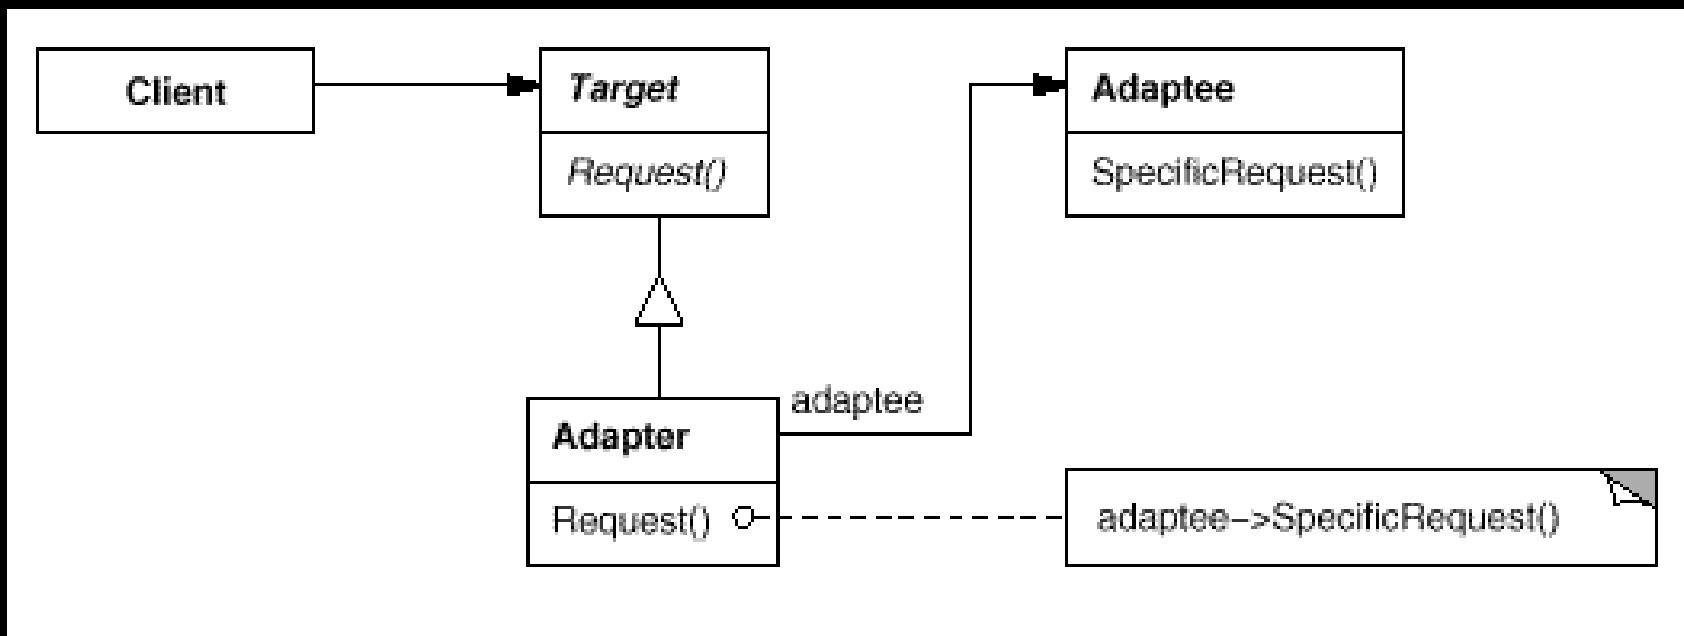 Client
Target
Request()
Adaptee
SpecificRequest()
adaptee
Adapter
Request()
adaptee–>SpecificRequest()